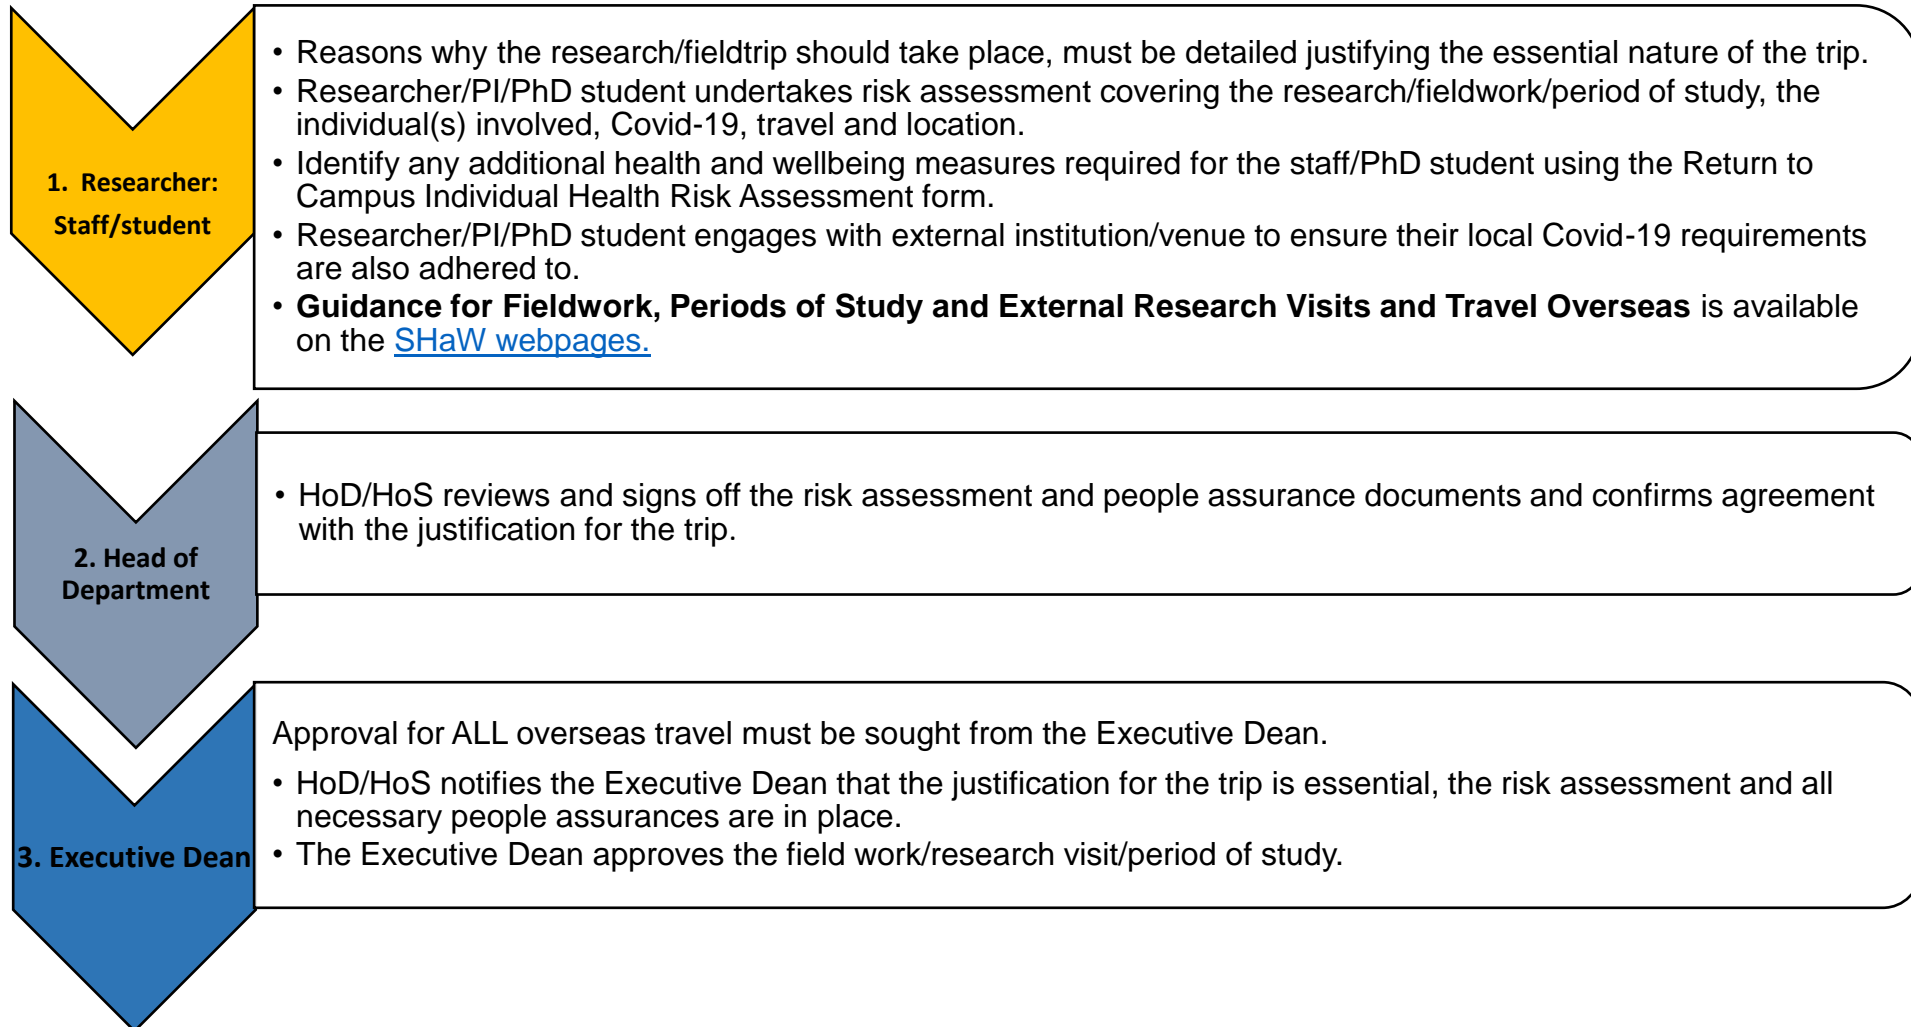 1. Researcher:
Staff/student
• Reasons why the research/fieldtrip should take place, must be detailed justifying the essential nature of the trip.
• Researcher/PI/PhD student undertakes risk assessment covering the research/fieldwork/period of study, the
individual(s) involved, Covid-19, travel and location.
• Identify any additional health and wellbeing measures required for the staff/PhD student using the Return to
Campus Individual Health Risk Assessment form.
• Researcher/PI/PhD student engages with external institution/venue to ensure their local Covid-19 requirements
are also adhered to.
• Guidance for Fieldwork, Periods of Study and External Research Visits and Travel Overseas is available
on the SHaW webpages.
2. Head of
Department
• HoD/HoS reviews and signs off the risk assessment and people assurance documents and confirms agreement
with the justification for the trip.
3. Executive Dean
Approval for ALL overseas travel must be sought from the Executive Dean.
• HoD/HoS notifies the Executive Dean that the justification for the trip is essential, the risk assessment and all
necessary people assurances are in place.
• The Executive Dean approves the field work/research visit/period of study.